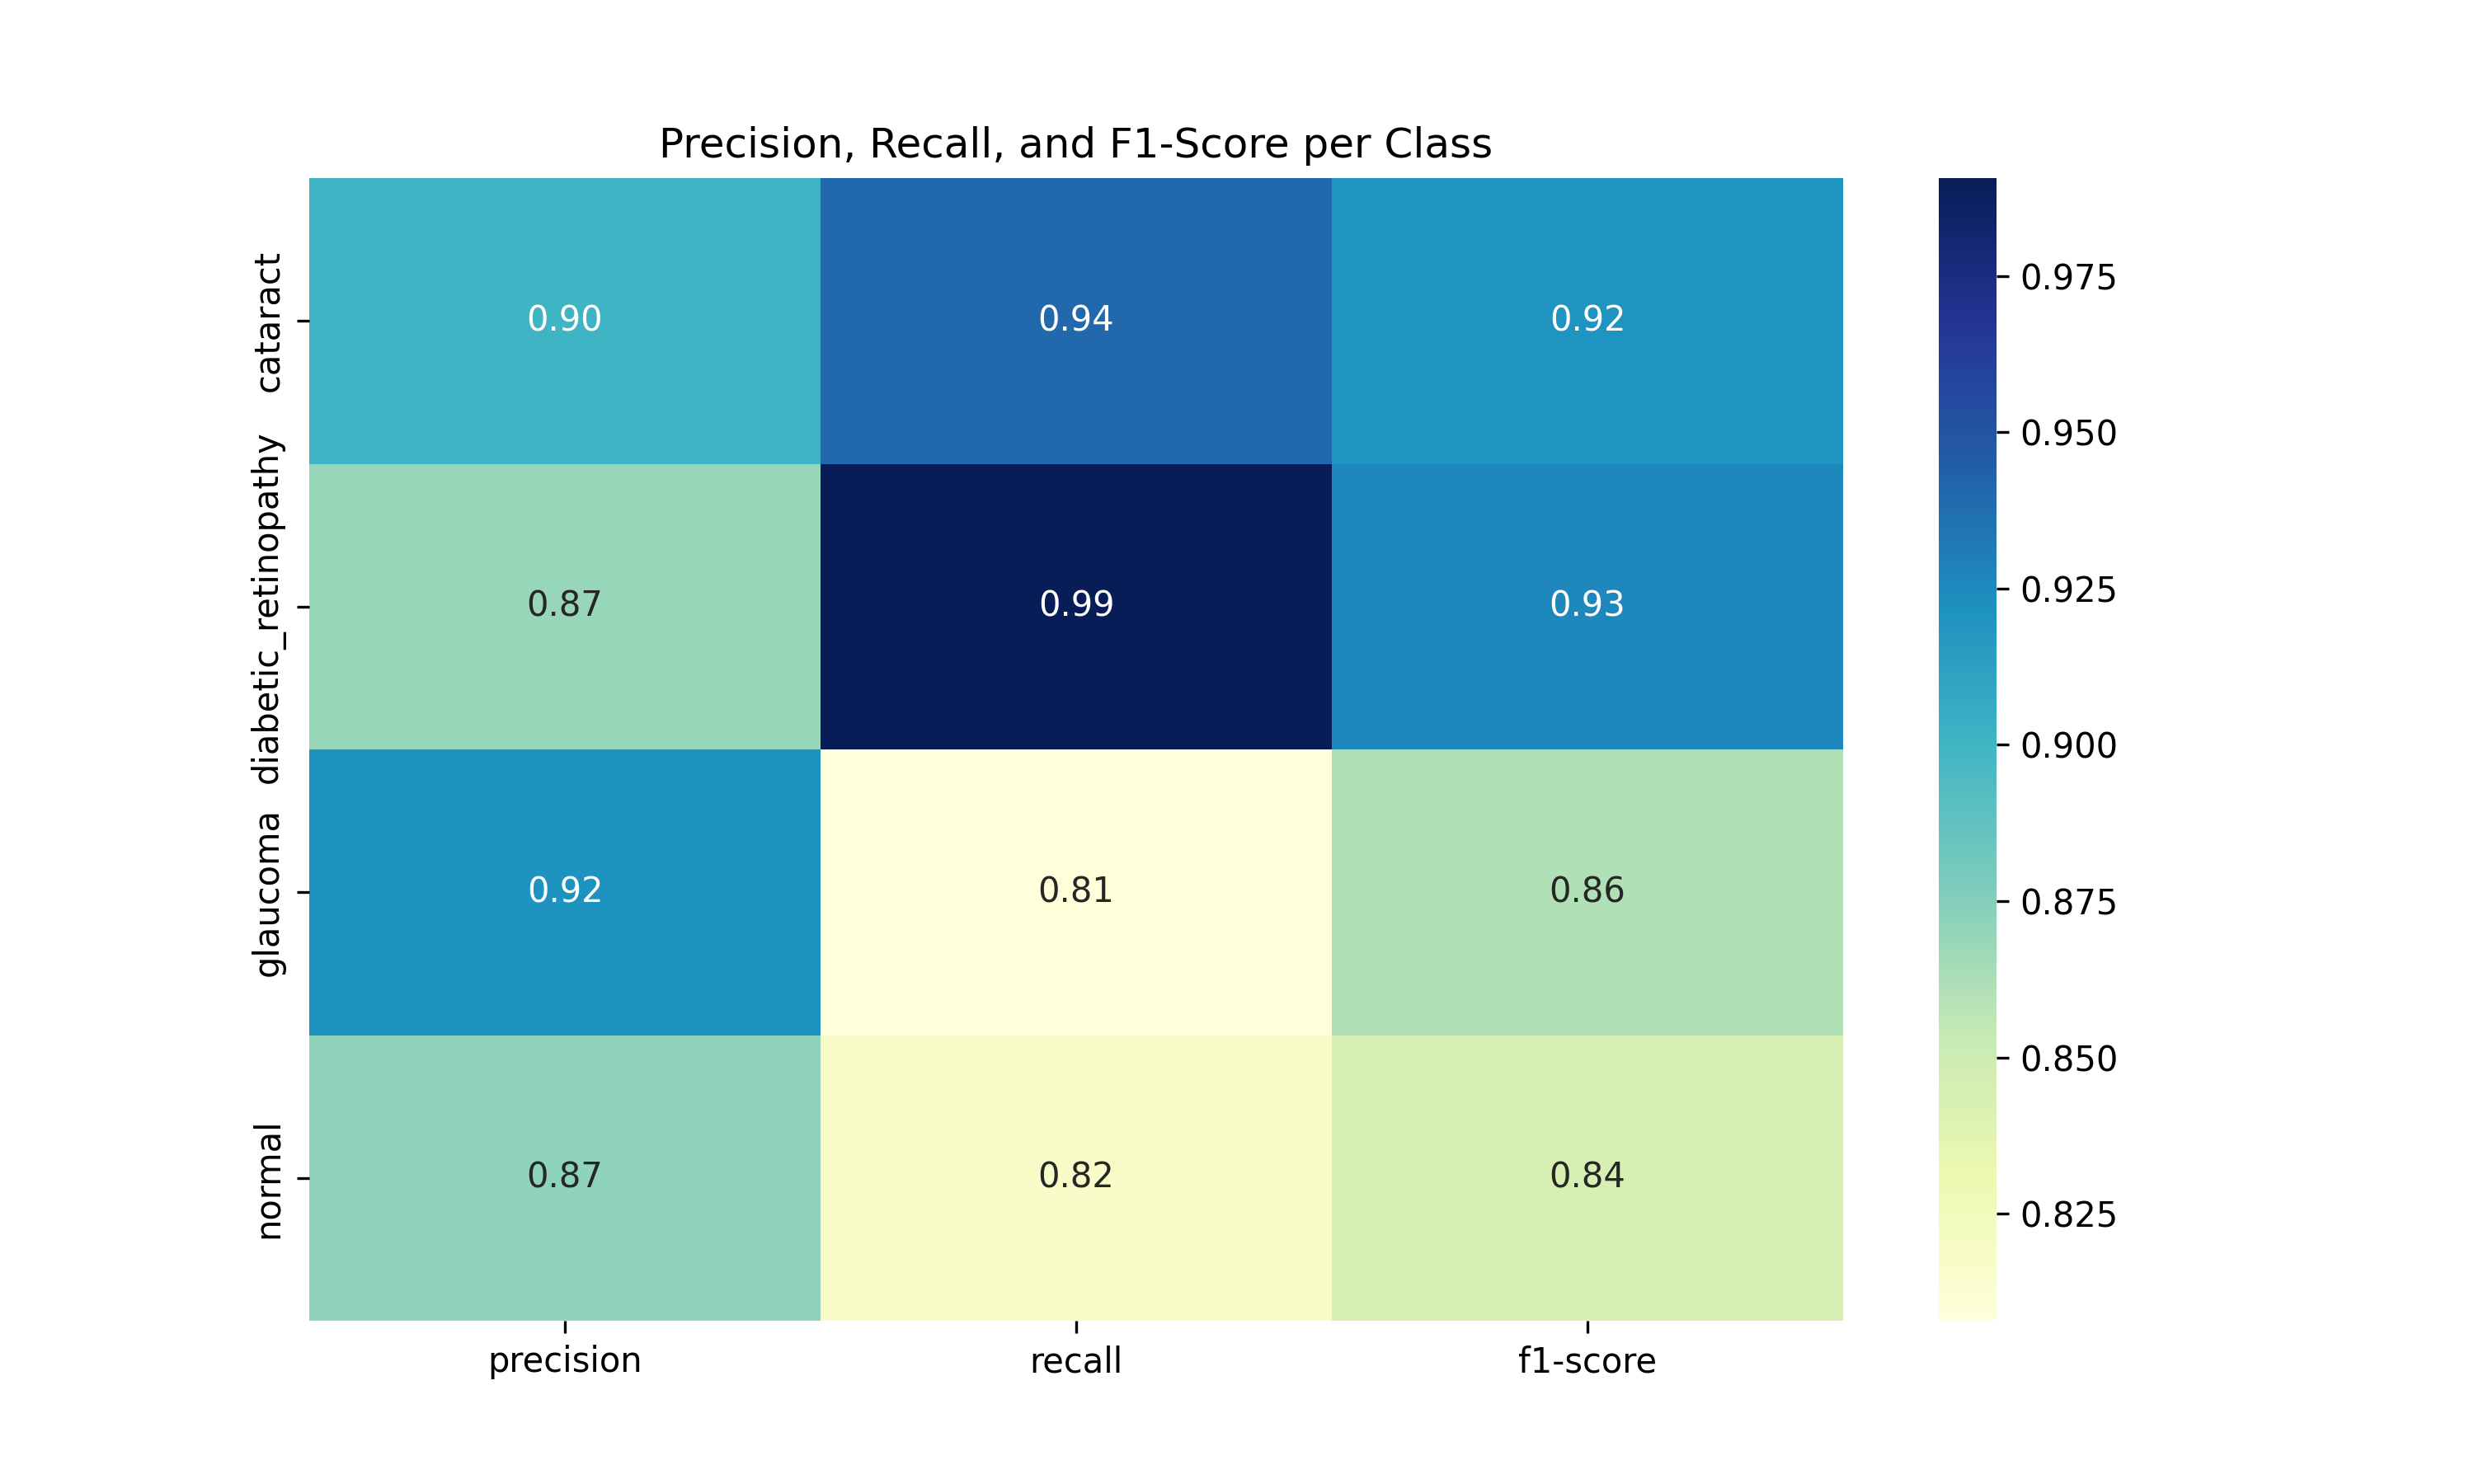 Precision, Recall, and F1-Score per Class
cataract
0.90 0.94 0.92
diabetic_retinopathy
0.87 0.99 0.93
glaucoma
0.92 0.81 0.86
normal
0.87 0.82 0.84
precision recall f1-score
0.975
0.950
0.925
0.900
0.875
0.850
0.825